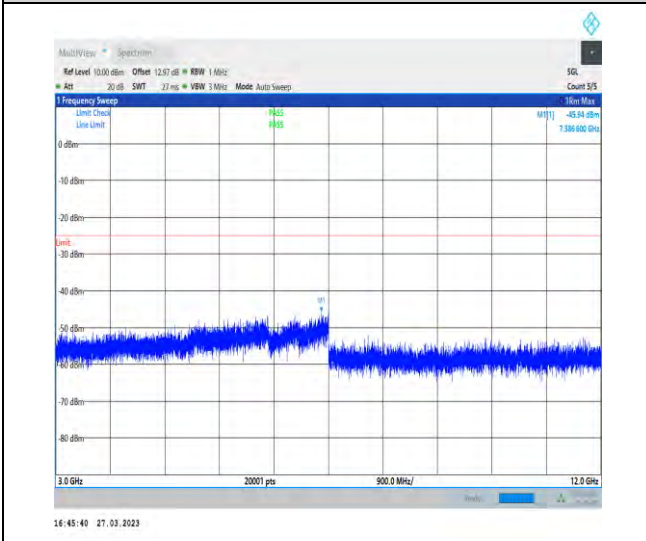 MultiView Spectrum
Ref Level 10.00 dBm Offset 12.97 dB RBW 1 MHz SGL
Att 20 dB SWT 27 ms VBW 3 MHz Mode Auto Sweep Count 5/5
1 Frequency Sweep 1Rm Max
Limit Check PASS M1[1] -45.94 dBm
Line Limit PASS 7.386 600 GHz
0 dBm
-10 dBm
-20 dBm
Limit
-30 dBm
-40 dBm
M1
-50 dBm
-60 dBm
-70 dBm
-80 dBm
3.0 GHz 20001 pts 900.0 MHz/ 12.0 GHz
Ready
16:45:40 27.03.2023